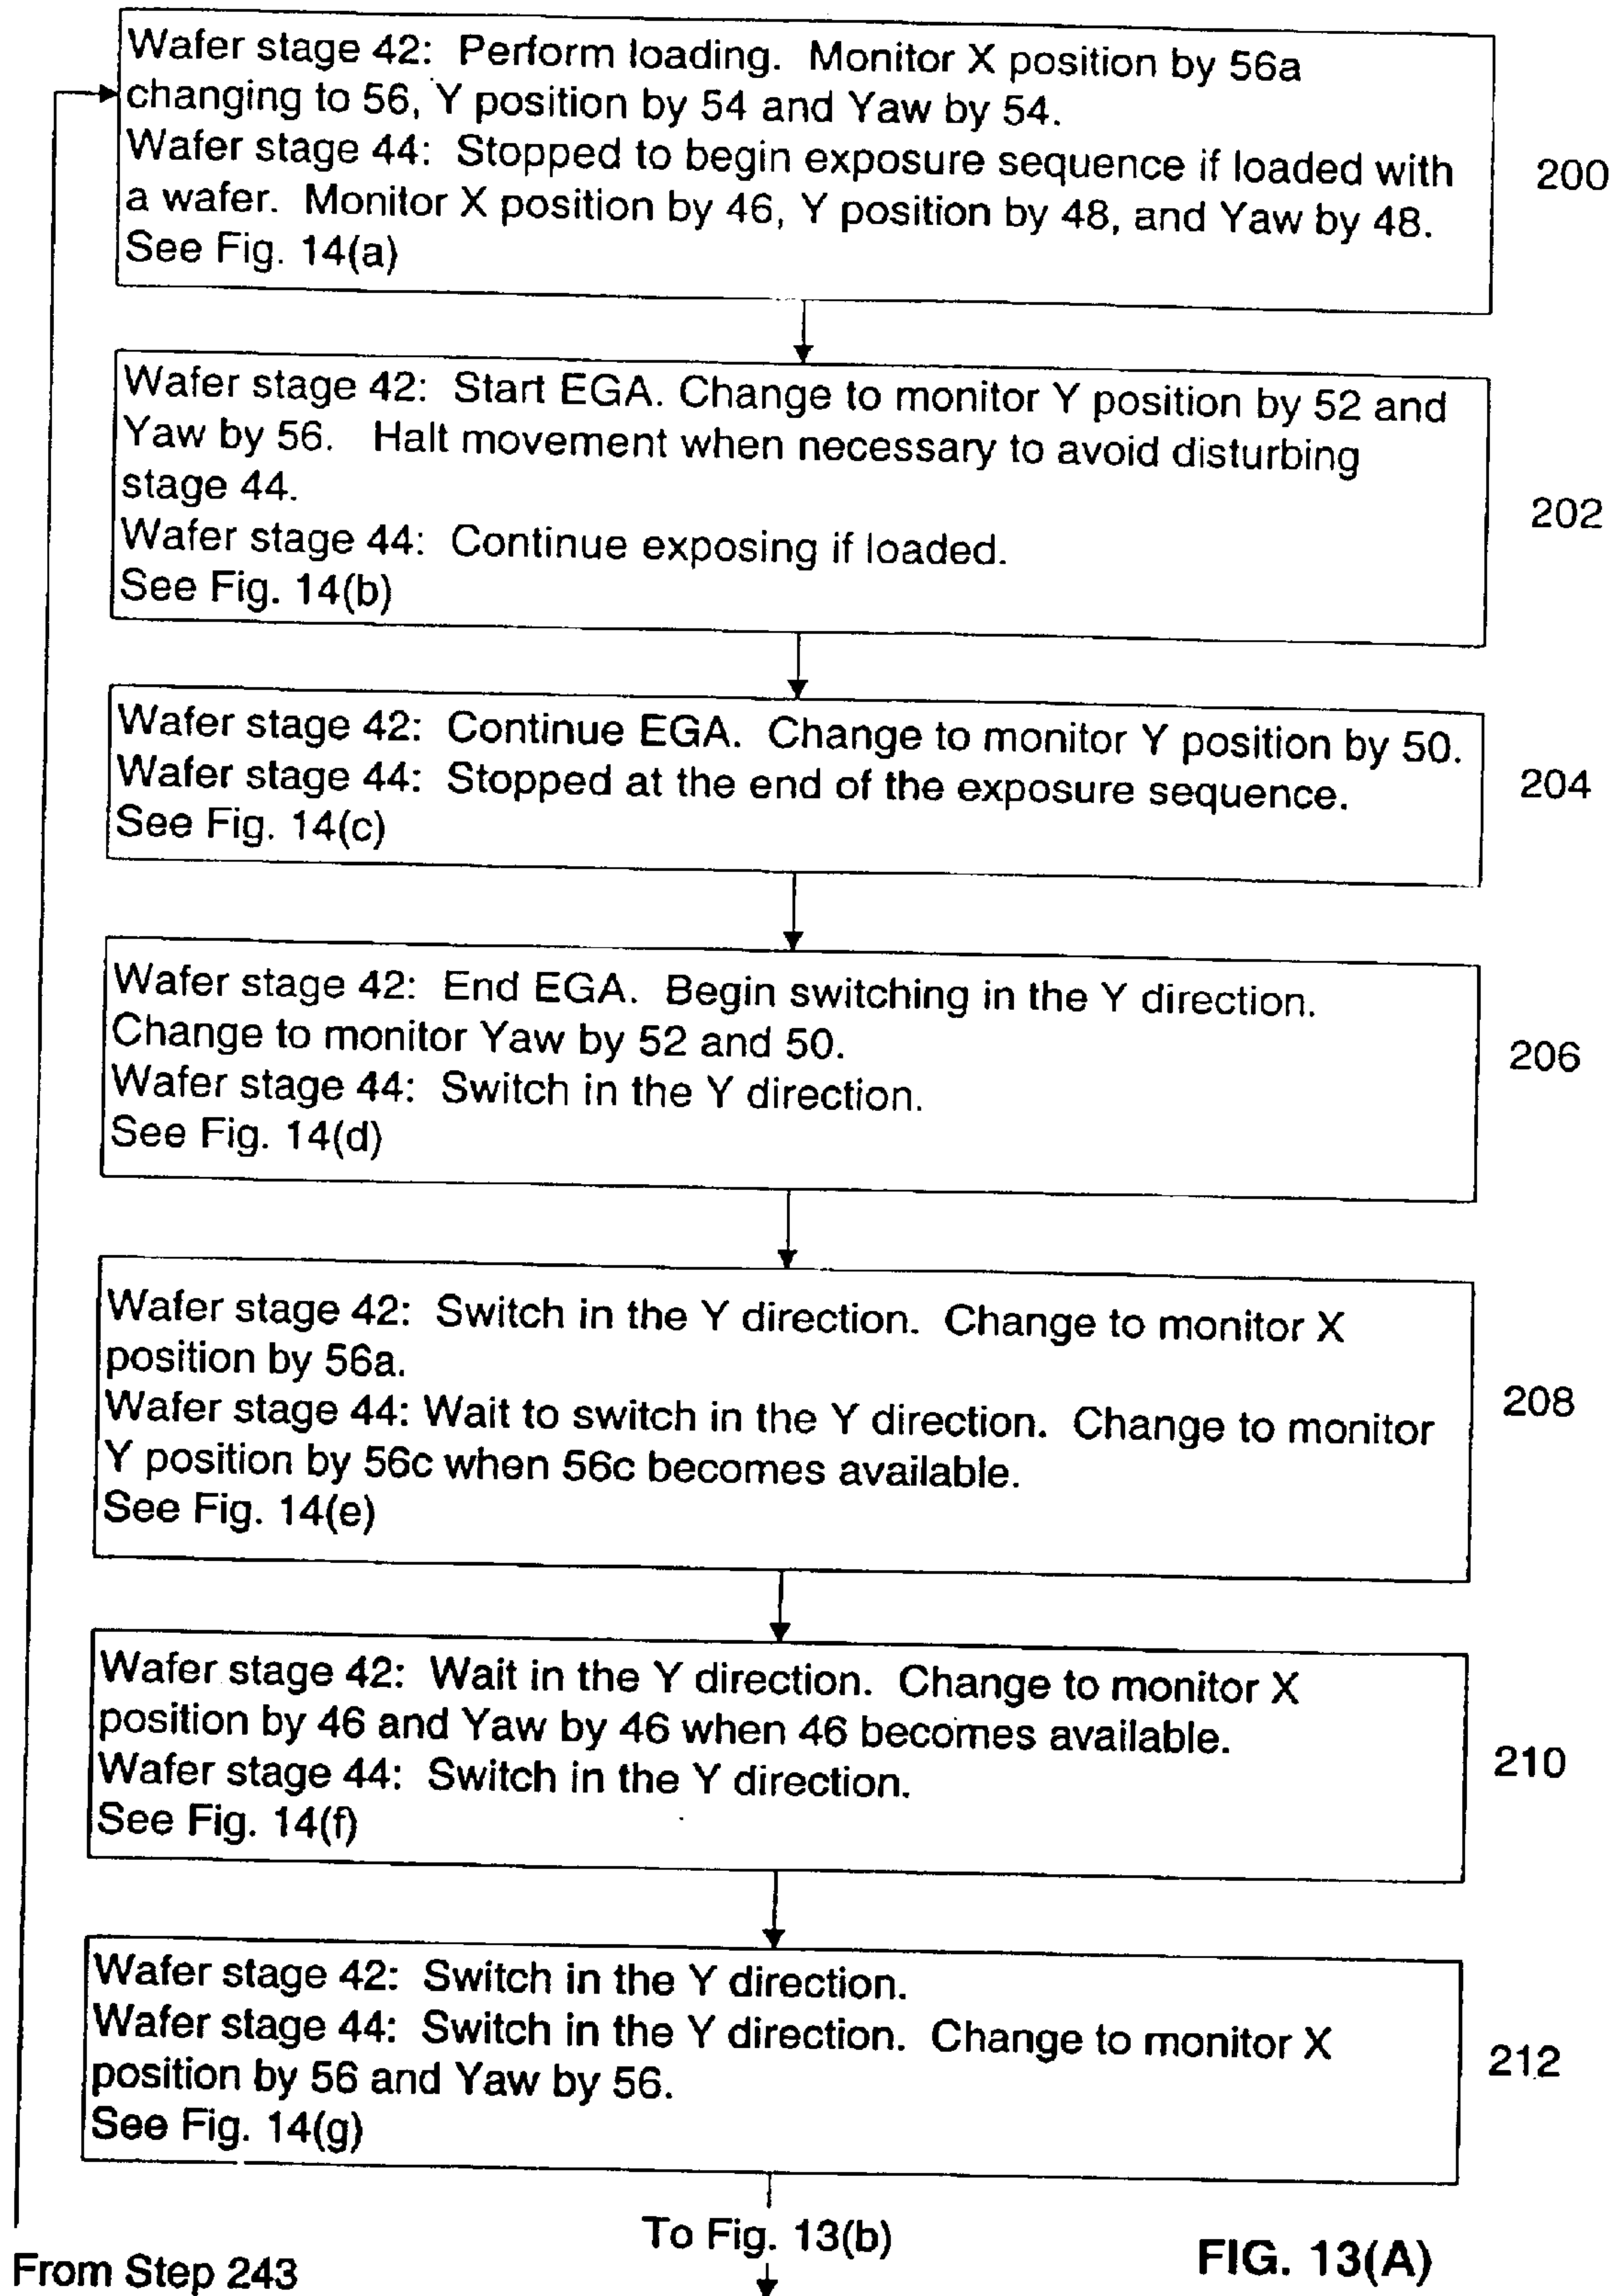 Wafer stage 42: Perform loading. Monitor X position by 56a
changing to 56, Y position by 54 and Yaw by 54.
Wafer stage 44: Stopped to begin exposure sequence if loaded with
a wafer. Monitor X position by 46, Y position by 48, and Yaw by 48.
See Fig. 14(a)
200
Wafer stage 42: Start EGA. Change to monitor Y position by 52 and
Yaw by 56. Halt movement when necessary to avoid disturbing
stage 44.
Wafer stage 44: Continue exposing if loaded.
See Fig. 14(b)
202
Wafer stage 42: Continue EGA. Change to monitor Y position by 50.
Wafer stage 44: Stopped at the end of the exposure sequence.
See Fig. 14(c)
204
Wafer stage 42: End EGA. Begin switching in the Y direction.
Change to monitor Yaw by 52 and 50.
Wafer stage 44: Switch in the Y direction.
See Fig. 14(d)
206
Wafer stage 42: Switch in the Y direction. Change to monitor X
position by 56a.
Wafer stage 44: Wait to switch in the Y direction. Change to monitor
Y position by 56c when 56c becomes available.
See Fig. 14(e)
208
Wafer stage 42: Wait in the Y direction. Change to monitor X
position by 46 and Yaw by 46 when 46 becomes available.
Wafer stage 44: Switch in the Y direction.
See Fig. 14(f)
210
Wafer stage 42: Switch in the Y direction.
Wafer stage 44: Switch in the Y direction. Change to monitor X
position by 56 and Yaw by 56.
See Fig. 14(g)
212
To Fig. 13(b)
From Step 243
FIG. 13(A)